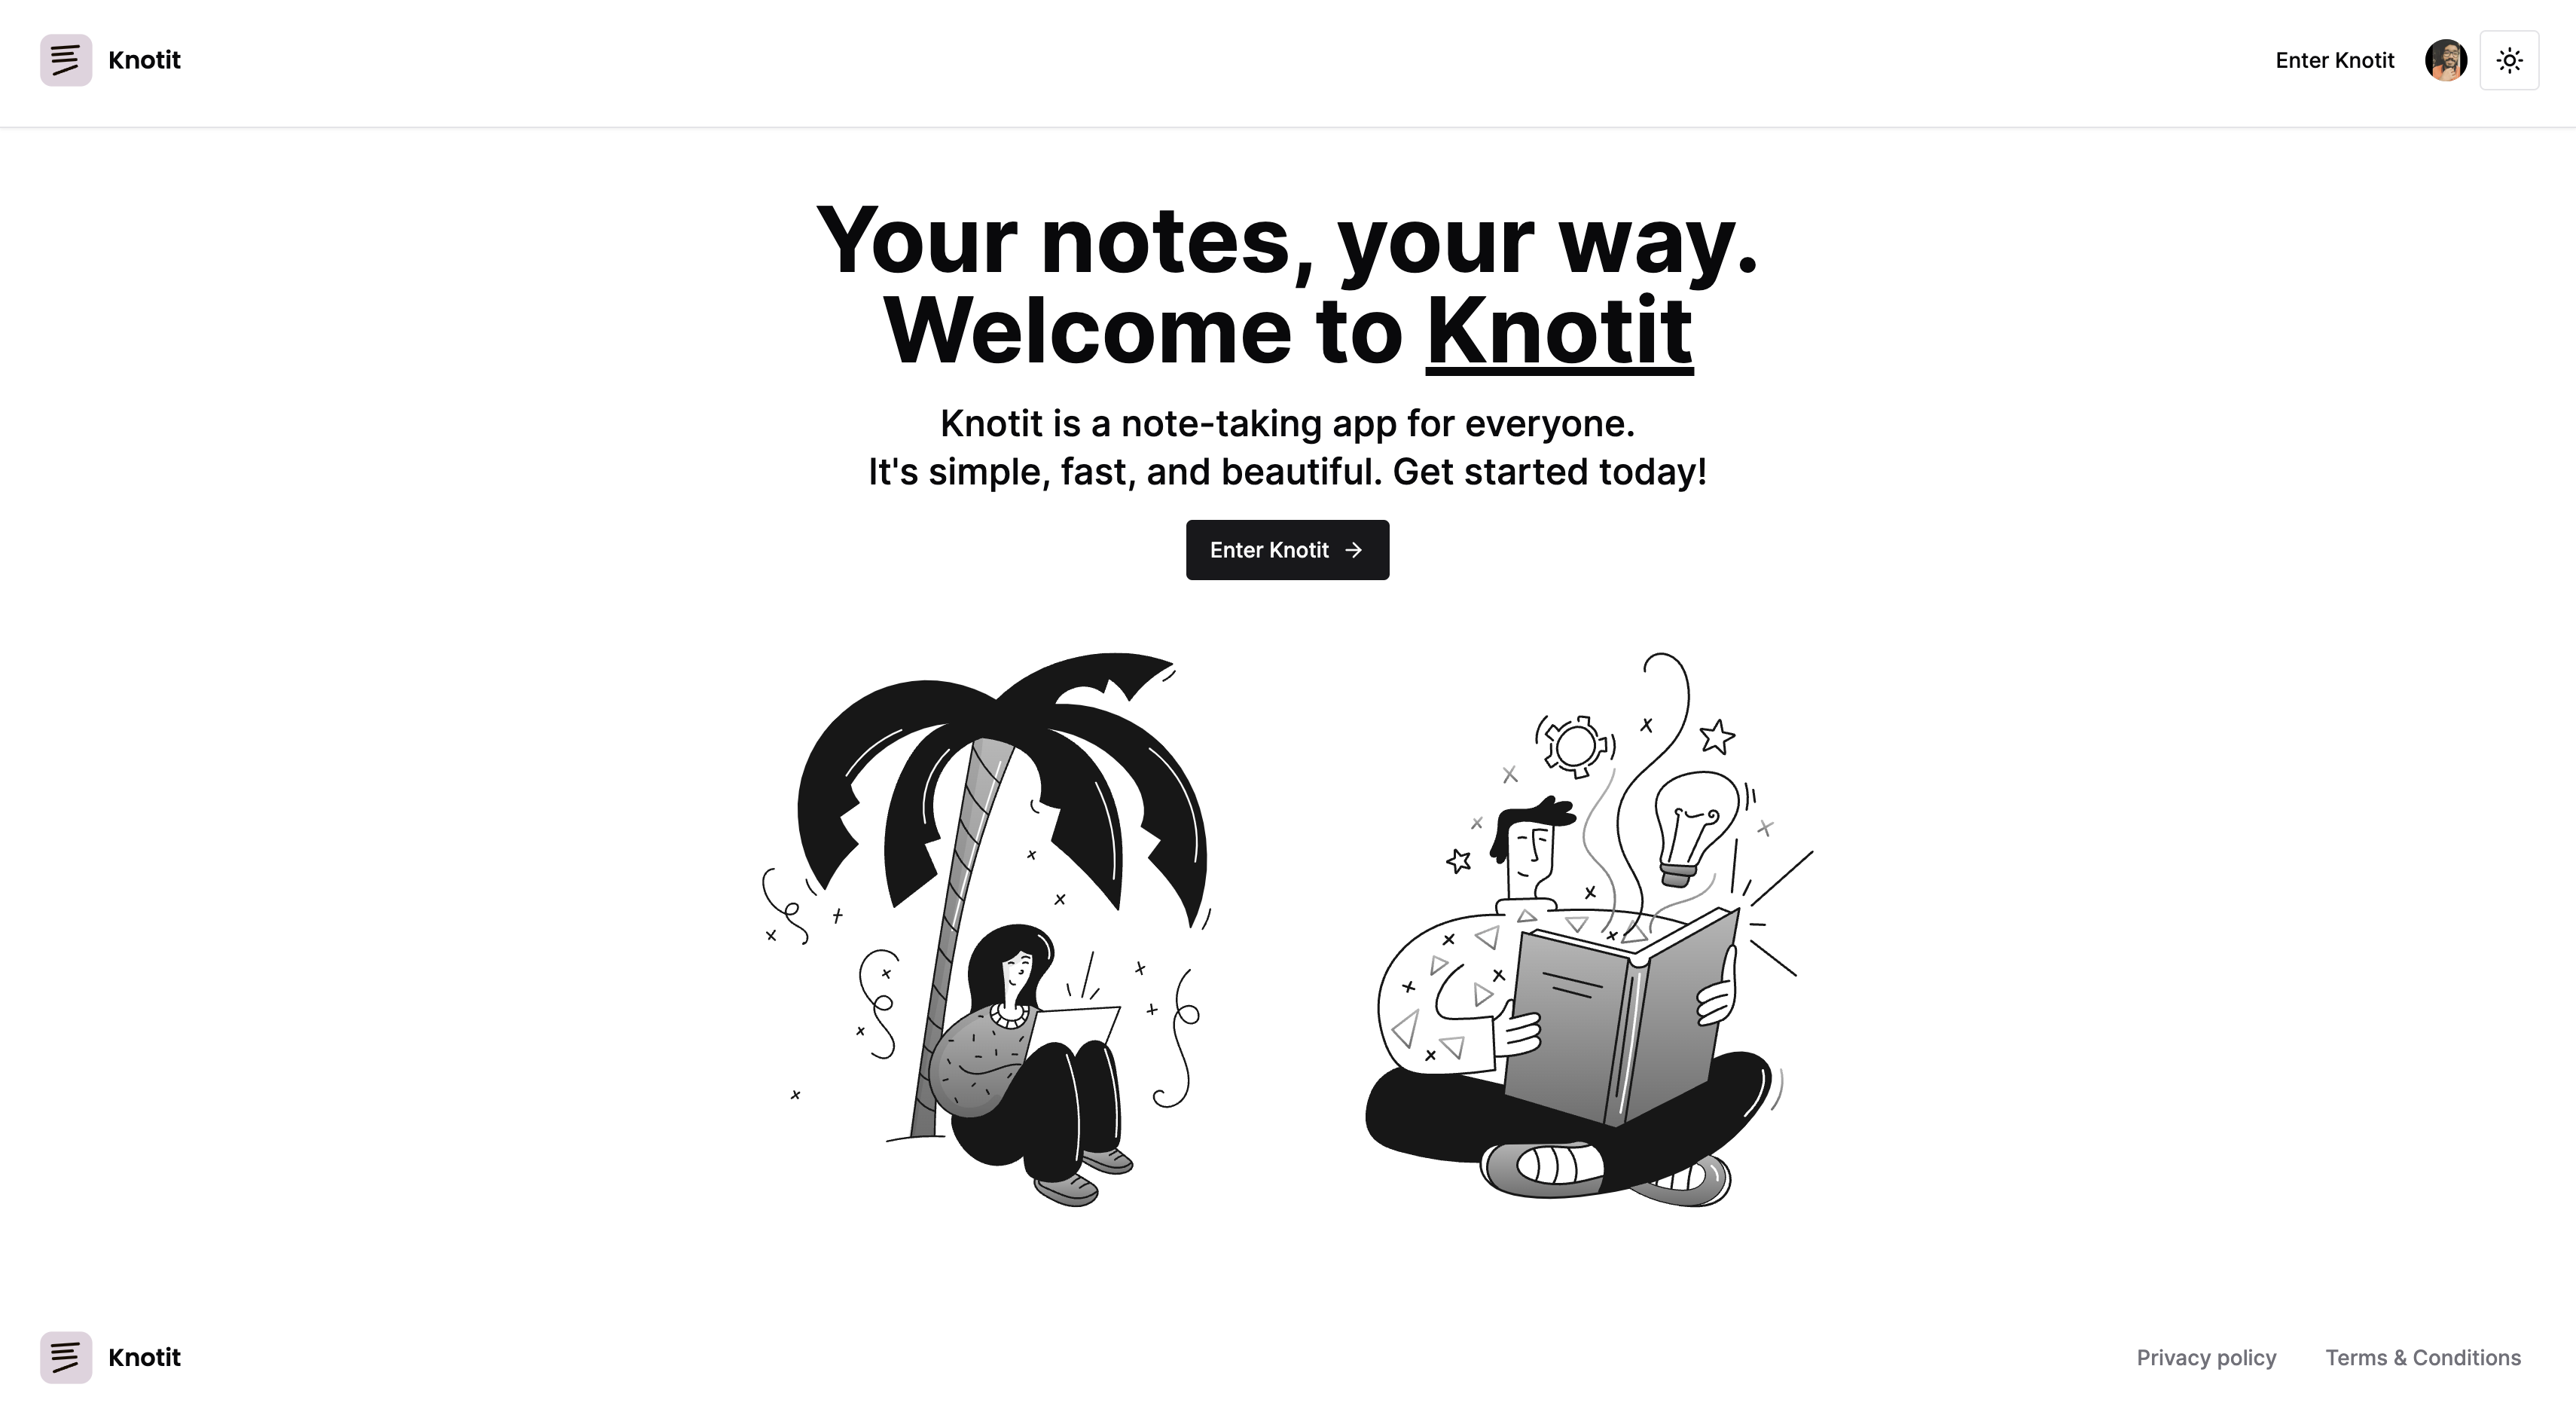 Knotit
Enter Knotit
Your notes, your way.
Welcome to Knotit
Knotit is a note-taking app for everyone.
It's simple, fast, and beautiful. Get started today!
Enter Knotit
Knotit
Privacy policy
Terms & Conditions